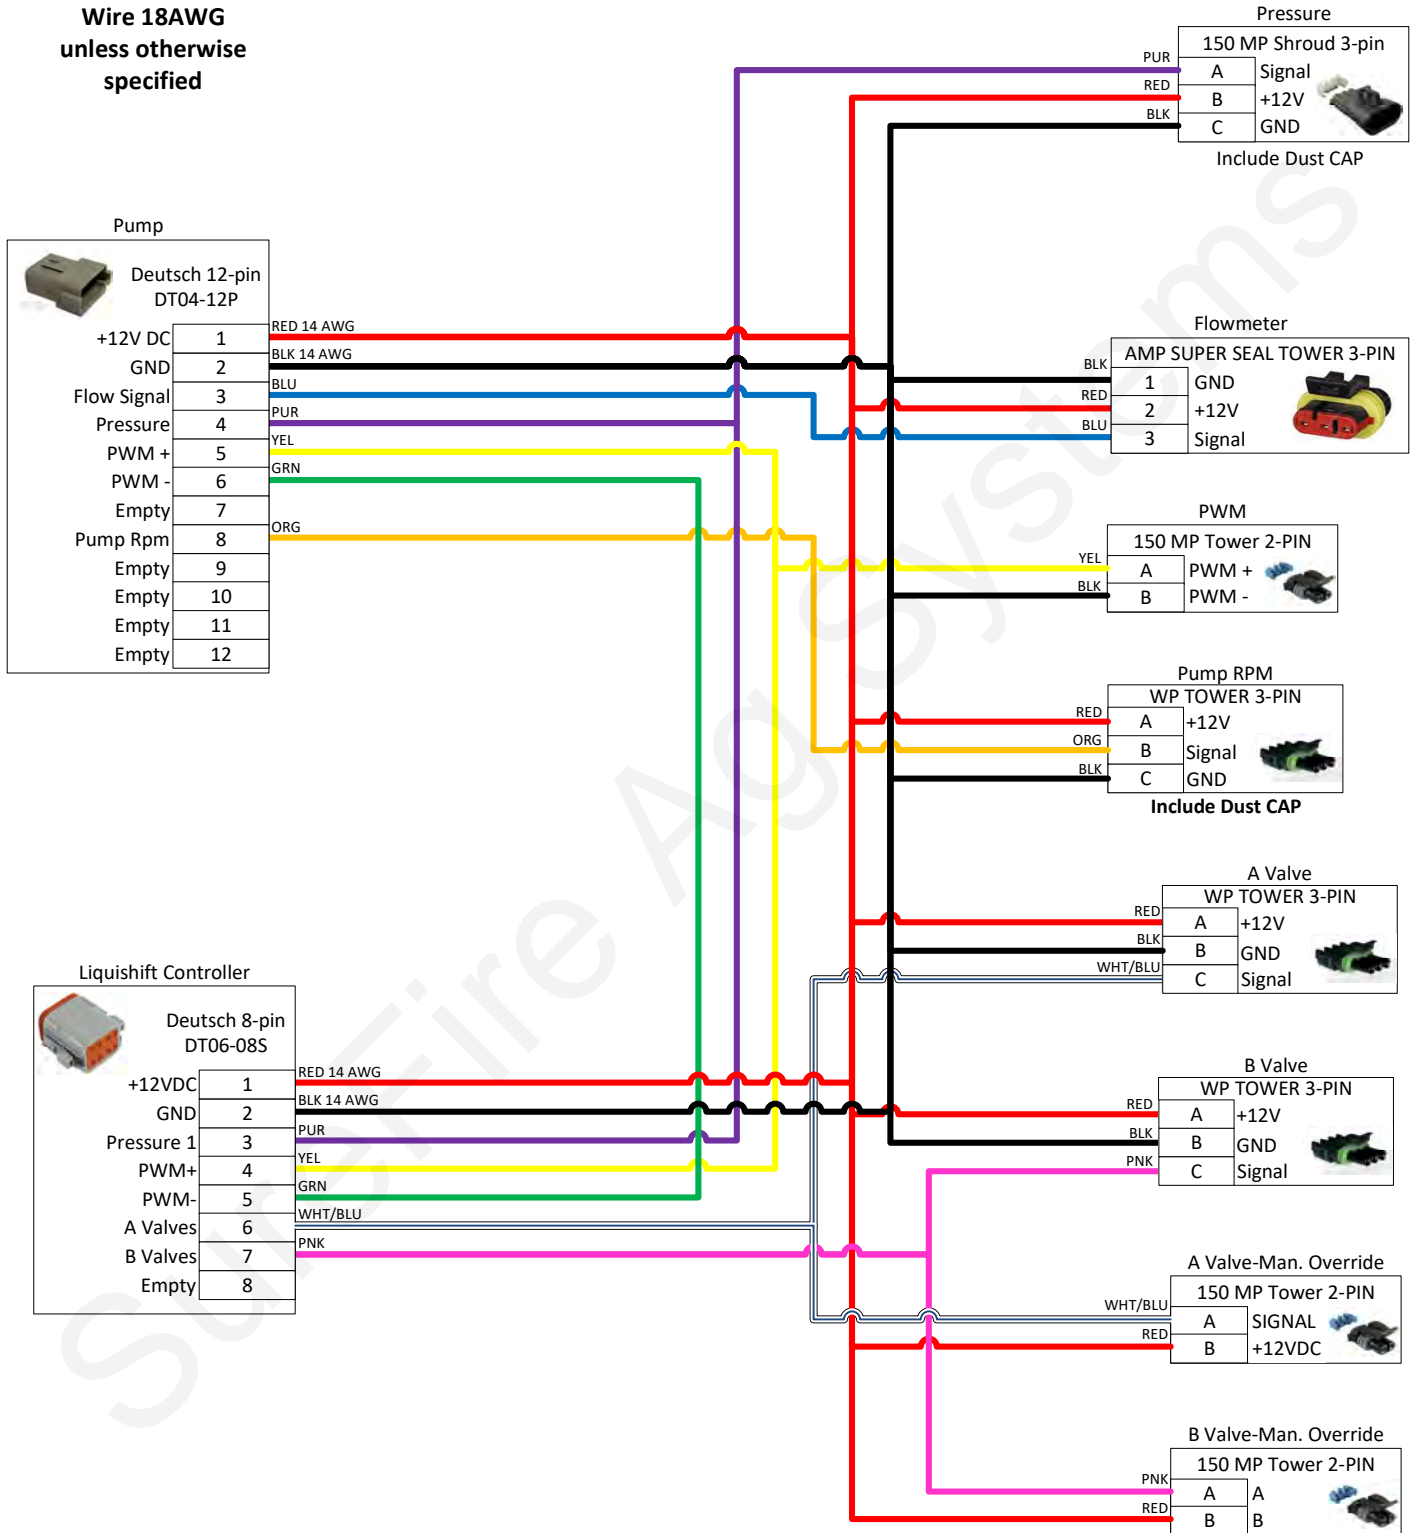 Wire 18AWG
unless otherwise
specified
Pressure
150 MP Shroud 3-pin
PUR A Signal
RED B +12V
BLK C GND
Include Dust CAP
Pump
Deutsch 12-pin
DT04-12P
+12V DC 1 RED 14 AWG
GND 2 BLK 14 AWG
Flow Signal 3 BLU
Pressure 4 PUR
PWM + 5 YEL
PWM - 6 GRN
Empty 7
Pump Rpm 8 ORG
Empty 9
Empty 10
Empty 11
Empty 12
Flowmeter
AMP SUPER SEAL TOWER 3-PIN
BLK 1 GND
RED 2 +12V
BLU 3 Signal
PWM
150 MP Tower 2-PIN
YEL A PWM +
BLK B PWM -
Pump RPM
WP TOWER 3-PIN
RED A +12V
ORG B Signal
BLK C GND
Include Dust CAP
A Valve
WP TOWER 3-PIN
RED A +12V
BLK B GND
WHT/BLU C Signal
Liquishift Controller
Deutsch 8-pin
DT06-08S
+12VDC 1 RED 14 AWG
GND 2 BLK 14 AWG
Pressure 1 3 PUR
PWM+ 4 YEL
PWM- 5 GRN
A Valves 6 WHT/BLU
B Valves 7 PNK
Empty 8
B Valve
WP TOWER 3-PIN
RED A +12V
BLK B GND
PNK C Signal
A Valve-Man. Override
150 MP Tower 2-PIN
WHT/BLU A SIGNAL
RED B +12VDC
B Valve-Man. Override
150 MP Tower 2-PIN
PNK A A
RED B B
SureFire Ag Systems